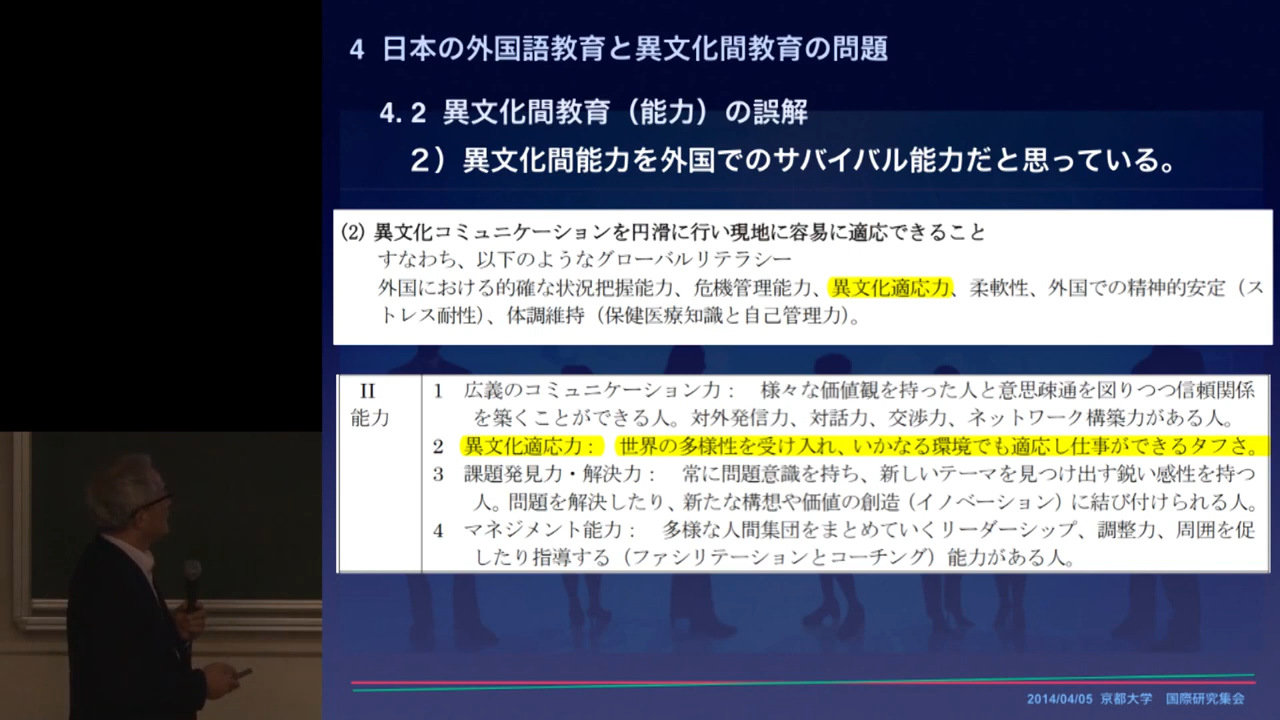 4 日本の外国語教育と異文化間教育の問題
4. 2 異文化間教育（能力）の誤解
２）異文化間能力を外国でのサバイバル能力だと思っている。
(2) 異文化コミュニケーションを円滑に行い現地に容易に適応できること
すなわち、以下のようなグローバルリテラシー
外国における的確な状況把握能力、危機管理能力、異文化適応力、柔軟性、外国での精神的安定（ス
トレス耐性）、体調維持（保健医療知識と自己管理力）。
II
能力
1 広義のコミュニケーション力： 様々な価値観を持った人と意思疎通を図りつつ信頼関係
を築くことができる人。対外発信力、対話力、交渉力、ネットワーク構築力がある人。
2 異文化適応力： 世界の多様性を受け入れ、いかなる環境でも適応し仕事ができるタフさ。
3 課題発見力・解決力： 常に問題意識を持ち、新しいテーマを見つけ出す鋭い感性を持つ
人。問題を解決したり、新たな構想や価値の創造（イノベーション）に結び付けられる人。
4 マネジメント能力： 多様な人間集団をまとめていくリーダーシップ、調整力、周囲を促
したり指導する（ファシリテーションとコーチング）能力がある人。
2014/04/05 京都大学 国際研究集会